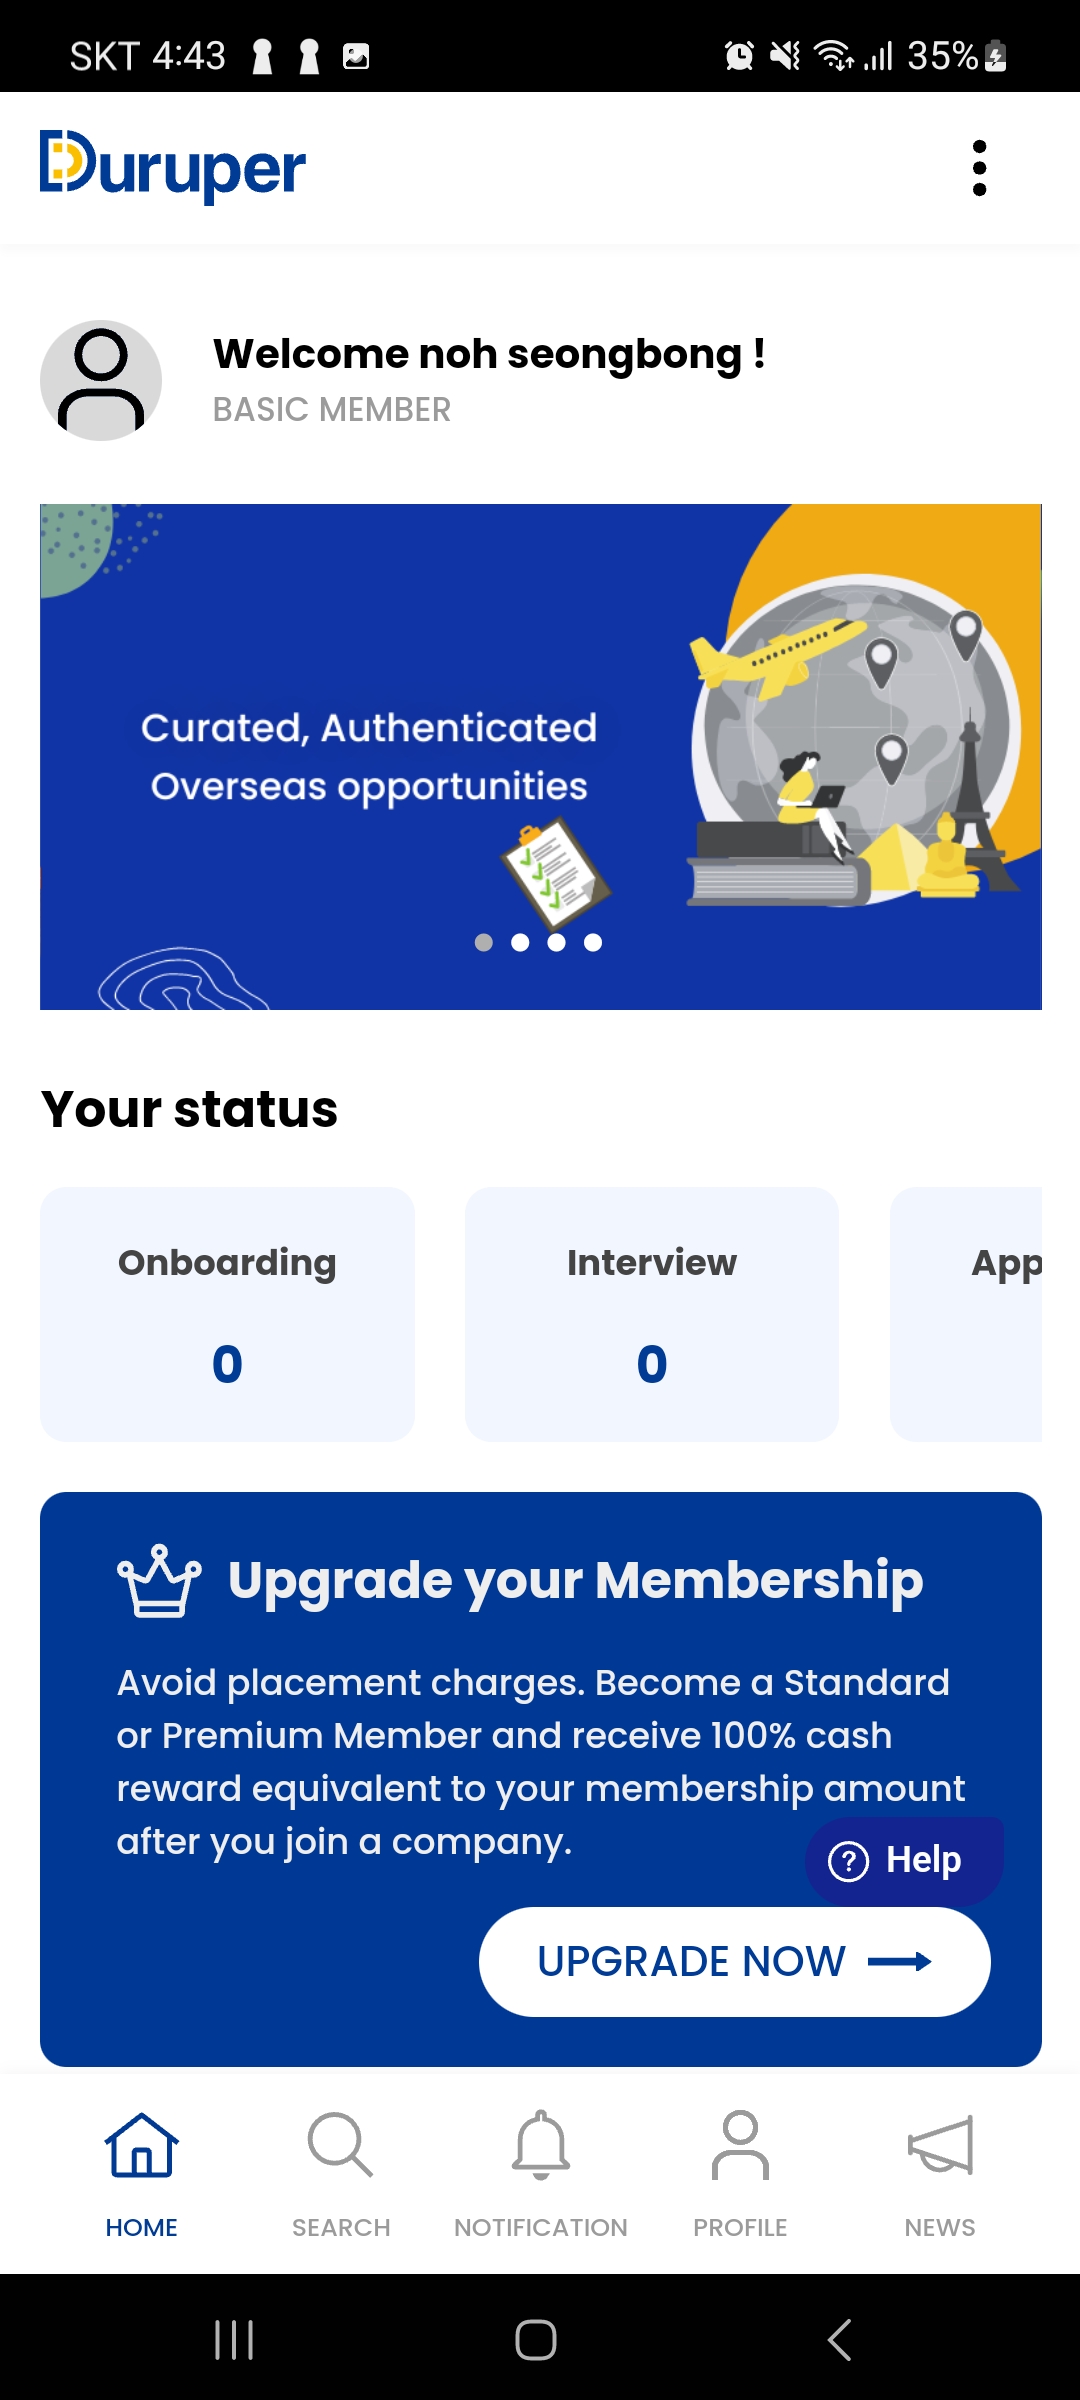 SKT 4:43
35%
Duruper
Welcome noh seongbong !
BASIC MEMBER
Curated, Authenticated
Overseas opportunities
Your status
Onboarding
Interview
App
0
0
Upgrade your Membership
Avoid placement charges. Become a Standard
or Premium Member and receive 100% cash
reward equivalent to your membership amount
after you join a company.
Help
UPGRADE NOW
HOME
SEARCH
NOTIFICATION
PROFILE
NEWS